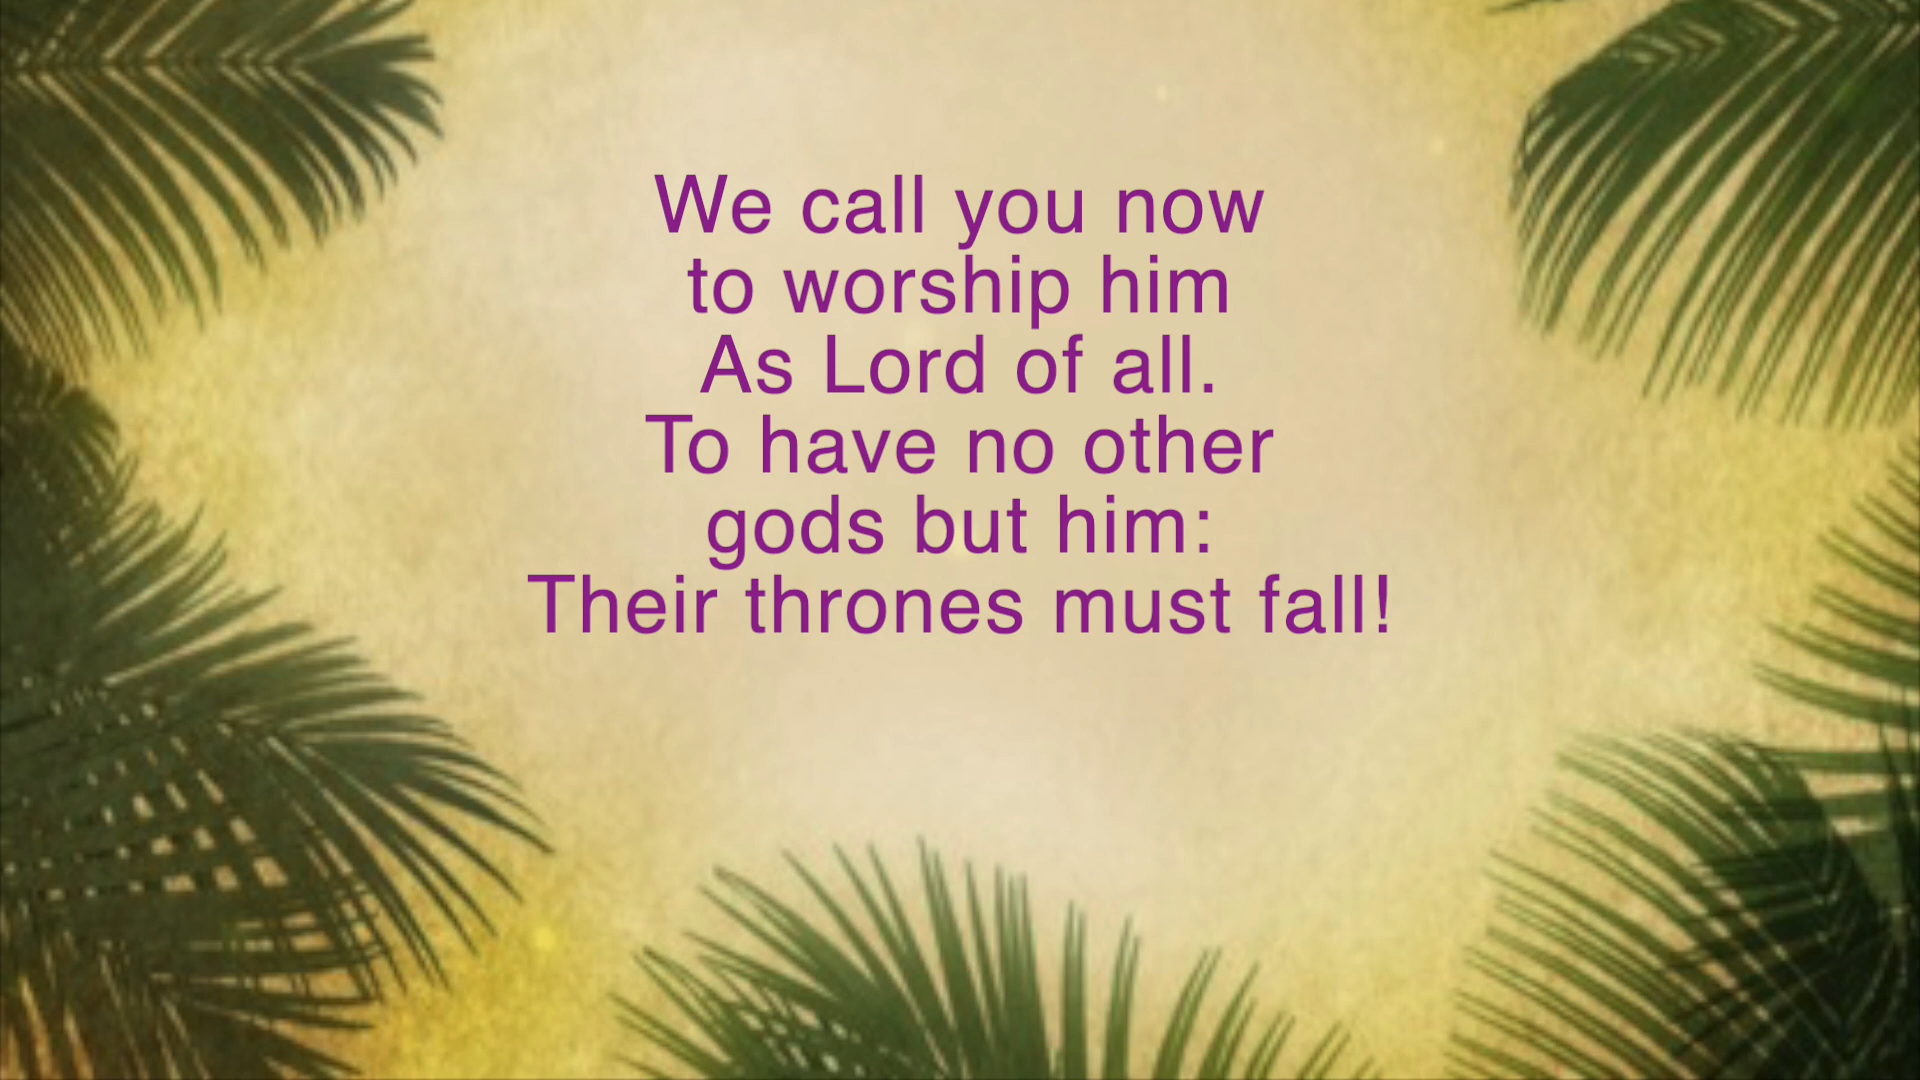 We call you now
to worship him
As Lord of all.
To have no other
gods but him:
Their thrones must fall!